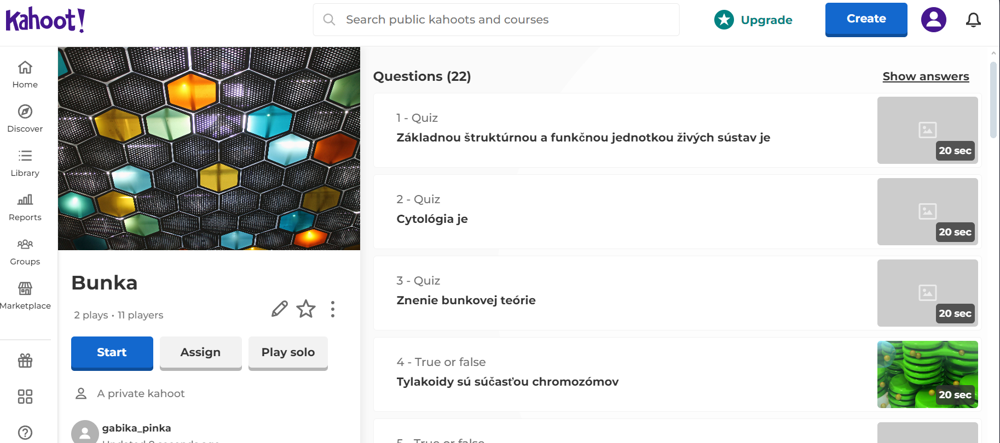 Kahoot!
Search public kahoots and courses
Upgrade
Create
Home
Discover
Library
Reports
Groups
Marketplace
Bunka
2 plays • 11 players
Start
Assign
Play solo
A private kahoot
gabika_pinka
Questions (22)
Show answers
1 - Quiz
Základnou štruktúrnou a funkčnou jednotkou živých sústav je
20 sec
2 - Quiz
Cytológia je
20 sec
3 - Quiz
Znenie bunkovej teórie
20 sec
4 - True or false
Tylakoidy sú súčasťou chromozómov
20 sec
5 - True or false